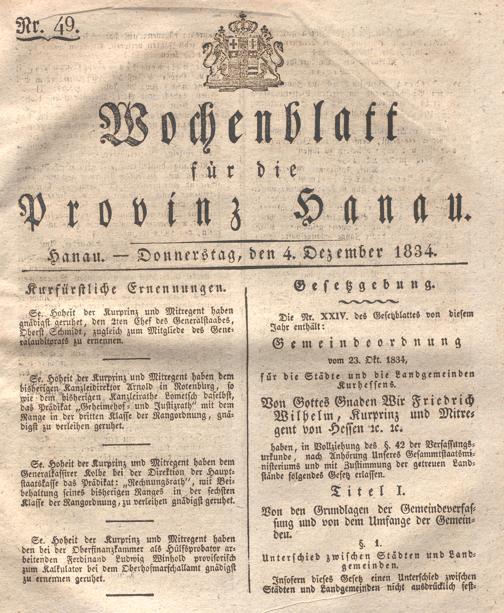 Nr. 49.
Wochenblatt
für die
Provinz Hanau.
Hanau. — Donnerstag, den 4. Dezember 1834.
Kurfürstliche Ernennungen.
Se. Hoheit der Kurprinz und Mitregent haben
gnädigst geruhet, den 2ten Chef des Generalstaabes,
Oberst Schmidt, zugleich zum Mitgliede des Gene-
ralauditorats zu ernennen.
Se. Hoheit der Kurprinz und Mitregent haben dem
bisherigen Kanzleidirektor Arnold in Rotenburg, so
wie dem bisherigen Kanzleirathe Lometsch daselbst,
das Prädikat „Geheimehof- und Justizrath" mit dem
Range in der dritten Klasse der Rangordnung, gnä-
digst zu verleihen geruhet.
Se. Hoheit der Kurprinz und Mitregent haben dem
Generalkassirer Kolbe bei der Direktion der Haupt-
staatskasse das Prädikat: „Rechnungsrath", mit Bei-
behaltung seines bisherigen Ranges in der sechsten
Klasse der Rangordnung, zu verleihen gnädigst geruhet.
Se. Hoheit der Kurprinz und Mitregent haben
den bei der Oberfinanzkammer als Hülfsprobator ar-
beitenden Ferdinand Ludwig Winhold provisorisch
zum Kalkulator bei dem Oberhofmarschallamt gnädigst
zu ernennen geruhet.
Gesetzgebung.
Die Nr. XXIV. des Gesetzblattes von diesem
Jahr enthält:
Gemeindeordnung
vom 23. Okt. 1834,
für die Städte und die Landgemeinden
Kurhessens.
Von Gottes Gnaden Wir Friedrich
Wilhelm, Kurprinz und Mitre-
gent von Hessen ꝛc. ꝛc.
haben, in Vollziehung des §. 42 der Verfassungs-
urkunde, nach Anhörung Unseres Gesammtstaatsmi-
nisteriums und mit Zustimmung der getreuen Land-
stände folgendes Gesetz erlassen.
Titel I.
Von den Grundlagen der Gemeindeverfas-
sung und von dem Umfange der Gemein-
den.
§. 1.
Unterschied zwischen Städten und Land-
gemeinden.
Insofern dieses Gesetz einen Unterschied zwischen
Städten und Landgemeinden nicht ausdrücklich fest-